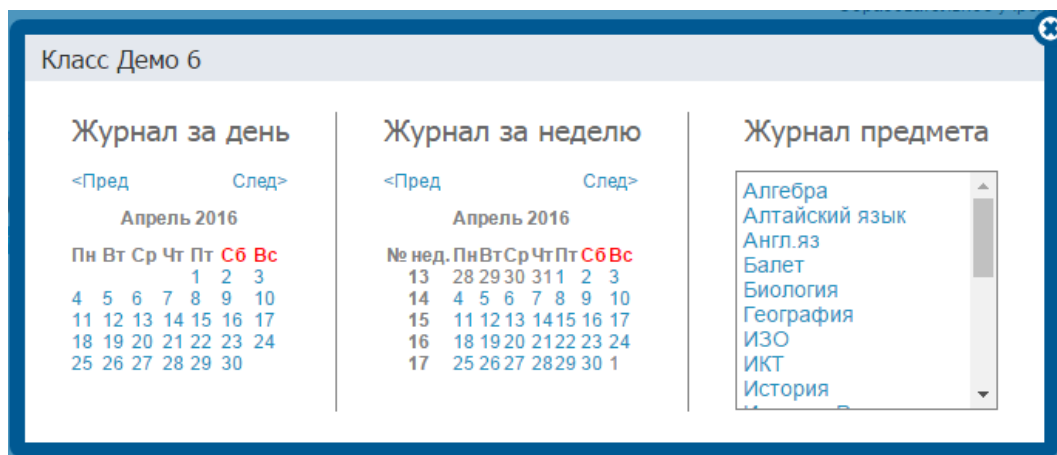 Класс Демо 6
Журнал за день
<Пред След>
Апрель 2016
Пн Вт Ср Чт Пт Сб Вс
1 2 3
4 5 6 7 8 9 10
11 12 13 14 15 16 17
18 19 20 21 22 23 24
25 26 27 28 29 30
Журнал за неделю
<Пред След>
Апрель 2016
№ нед. Пн Вт Ср Чт Пт Сб Вс
13 28 29 30 31 1 2 3
14 4 5 6 7 8 9 10
15 11 12 13 14 15 16 17
16 18 19 20 21 22 23 24
17 25 26 27 28 29 30 1
Журнал предмета
Алгебра
Алтайский язык
Англ.яз
Балет
Биология
География
ИЗО
ИКТ
История